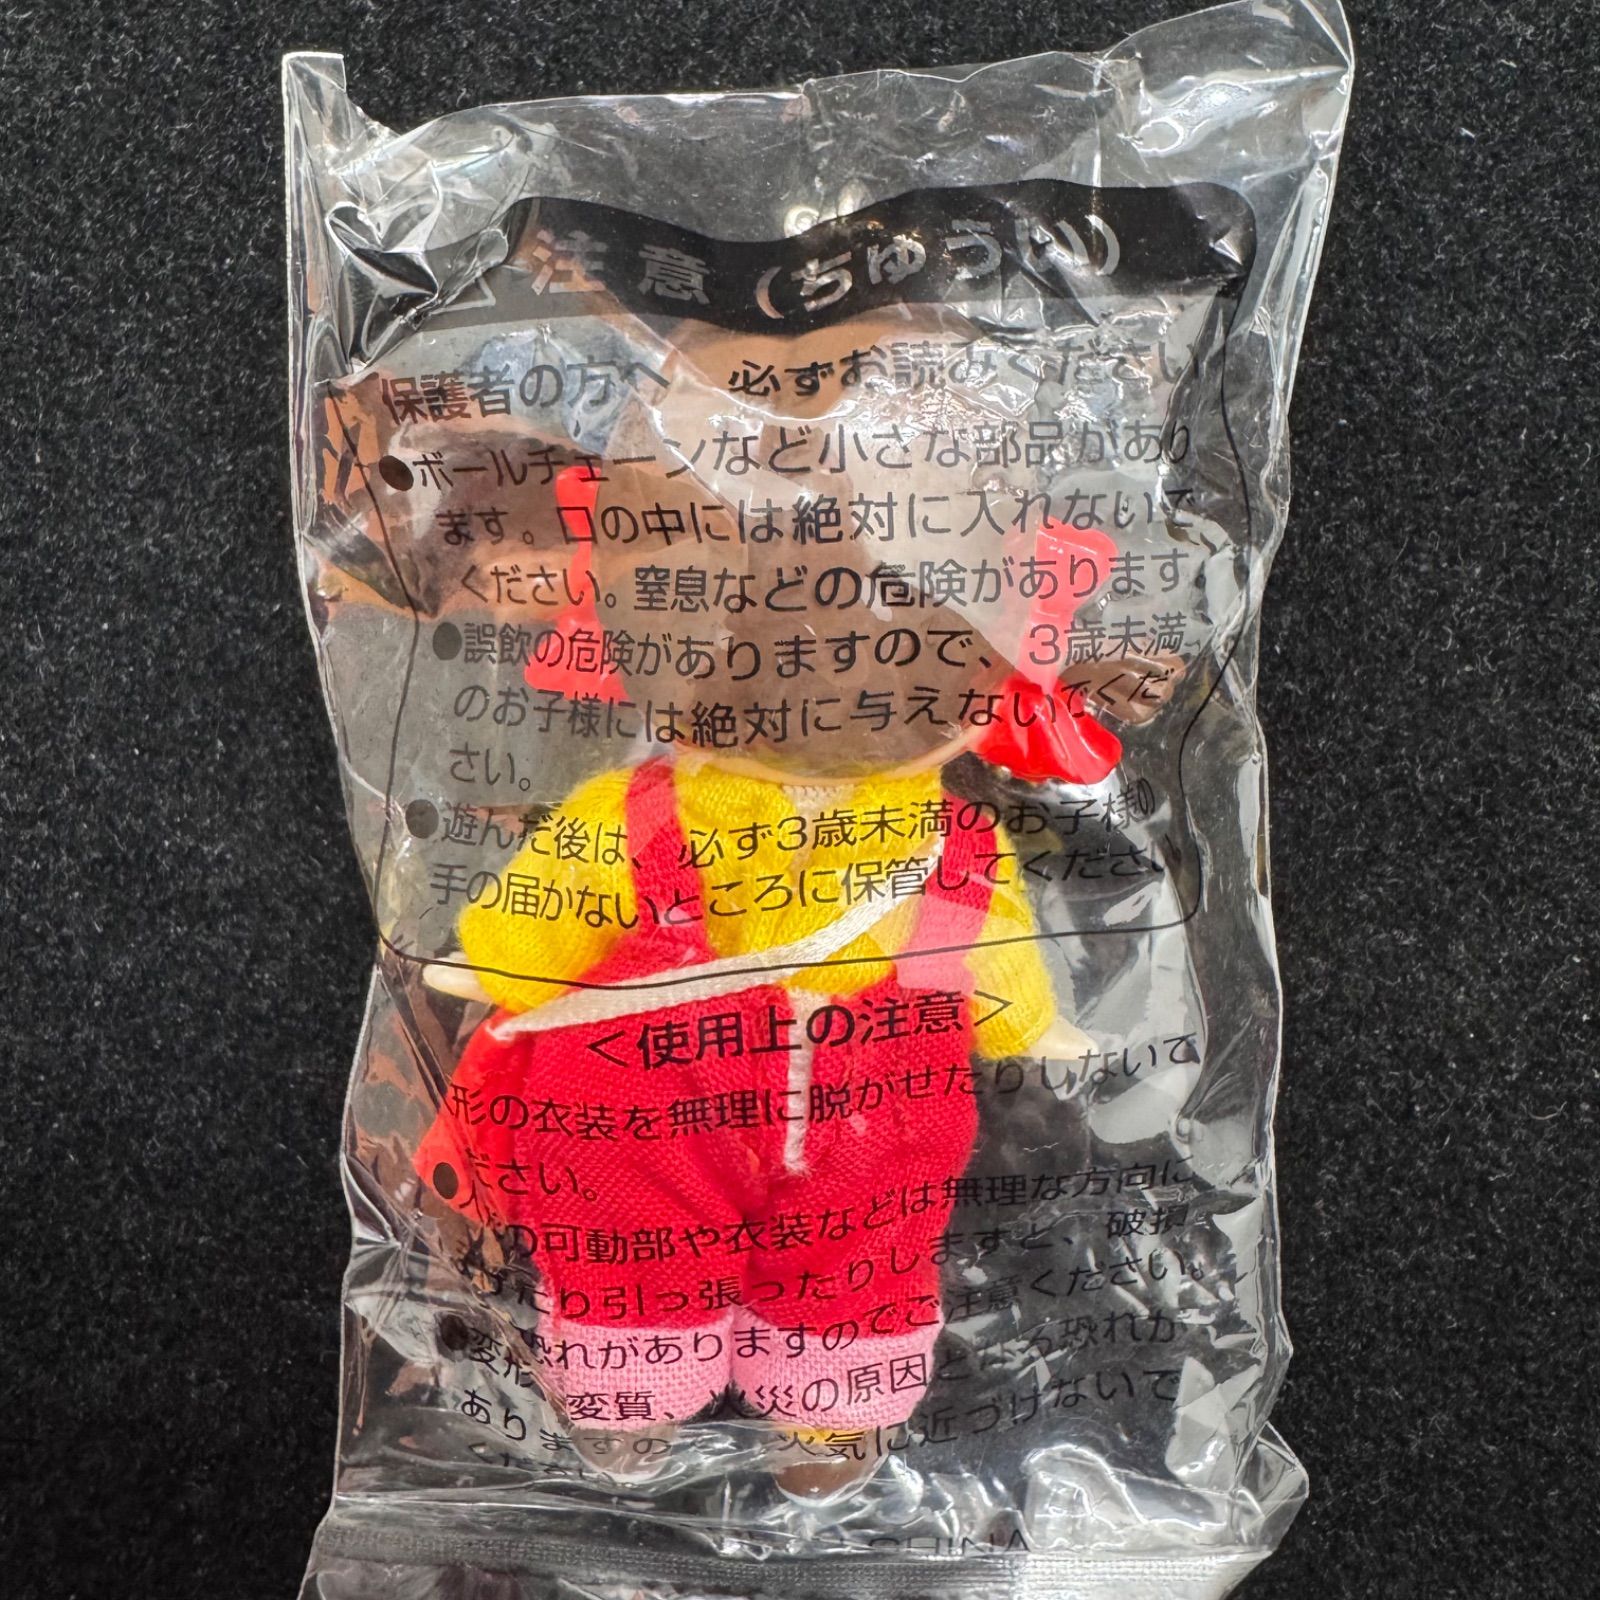 注意（ちゅうい）
保護者の方へ　必ずお読みください
●ボールチェーンなど小さな部品があり
ます。口の中には絶対に入れないで
ください。窒息などの危険があります
●誤飲の危険がありますので、3歳未満
のお子様には絶対に与えないでくだ
さい。
●遊んだ後は、必ず3歳未満のお子様の
手の届かないところに保管してください
＜使用上の注意＞
形の衣装を無理に脱がせたりしないで
ださい。
●の可動部や衣装などは無理な方向に
たり引っ張ったりしますと、破損
恐れがありますのでご注意ください。
●変形、変質、火災の原因となる恐れが
ありますので、火気に近づけないで
CHINA